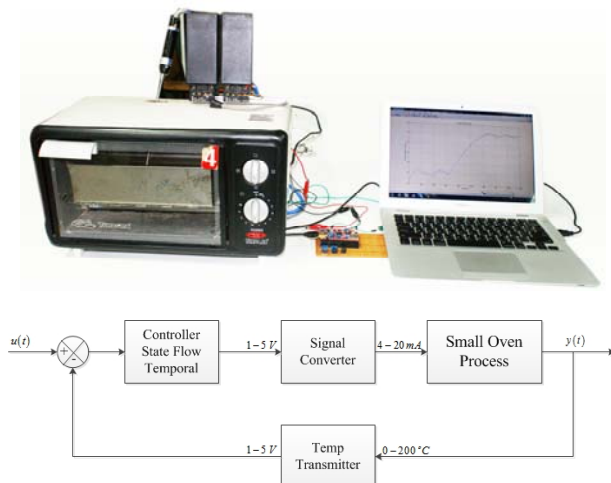 4
u(t)
+
-
Controller
State Flow
Temporal
1–5 V
Signal
Converter
4–20 mA
Small Oven
Process
y(t)
1–5 V
Temp
Transmitter
0–200 °C